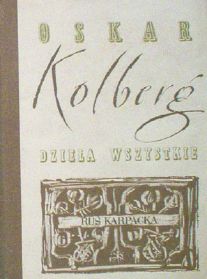 OSKAR
Kolberg
DZIEŁA WSZYSTKIE
RUŚ KARPACKA